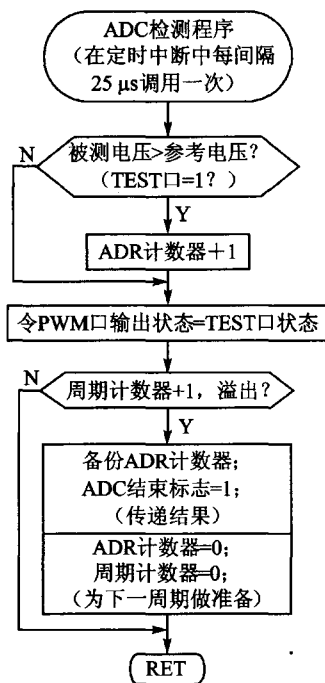 ADC检测程序
（在定时中断中每间隔
25 μs调用一次）
N
被测电压>参考电压？
（TEST口=1？）
Y
ADR计数器＋1
令PWM口输出状态=TEST口状态
N
周期计数器+1，溢出？
Y
备份ADR计数器；
ADC结束标志=1；
（传递结果）
ADR计数器=0；
周期计数器=0；
（为下一周期做准备）
RET